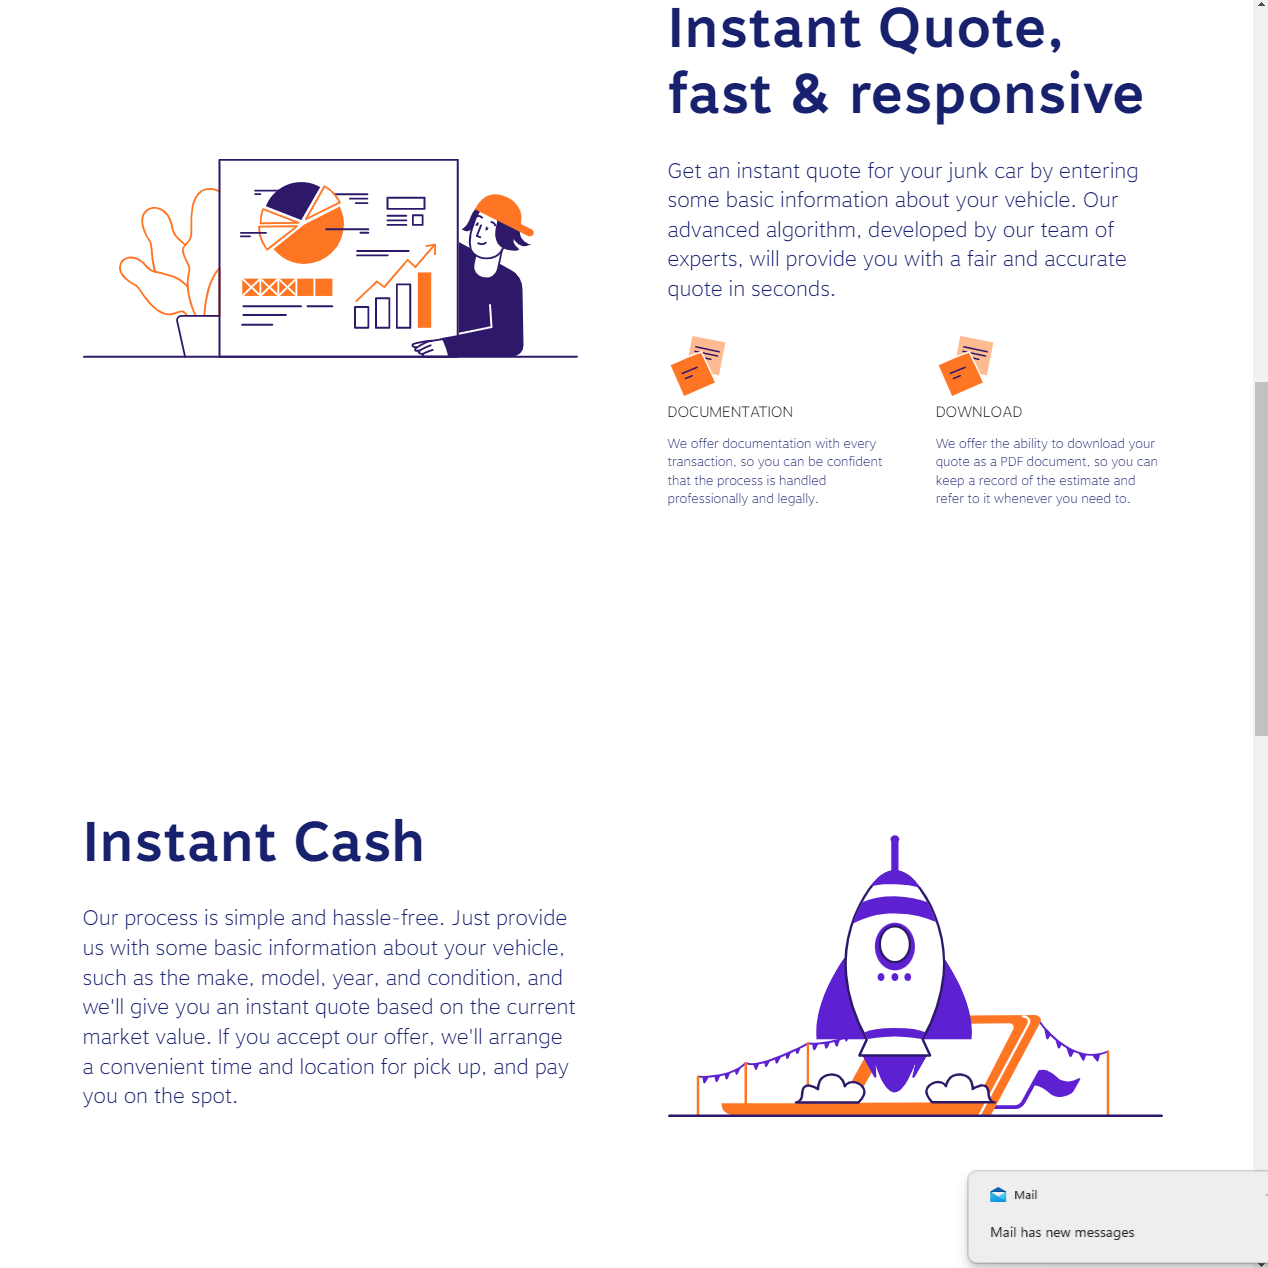 Instant Quote,
fast & responsive
Get an instant quote for your junk car by entering
some basic information about your vehicle. Our
advanced algorithm, developed by our team of
experts, will provide you with a fair and accurate
quote in seconds.
DOCUMENTATION
We offer documentation with every
transaction, so you can be confident
that the process is handled
professionally and legally.
DOWNLOAD
We offer the ability to download your
quote as a PDF document, so you can
keep a record of the estimate and
refer to it whenever you need to.
Instant Cash
Our process is simple and hassle-free. Just provide
us with some basic information about your vehicle,
such as the make, model, year, and condition, and
we'll give you an instant quote based on the current
market value. If you accept our offer, we'll arrange
a convenient time and location for pick up, and pay
you on the spot.
Mail
Mail has new messages